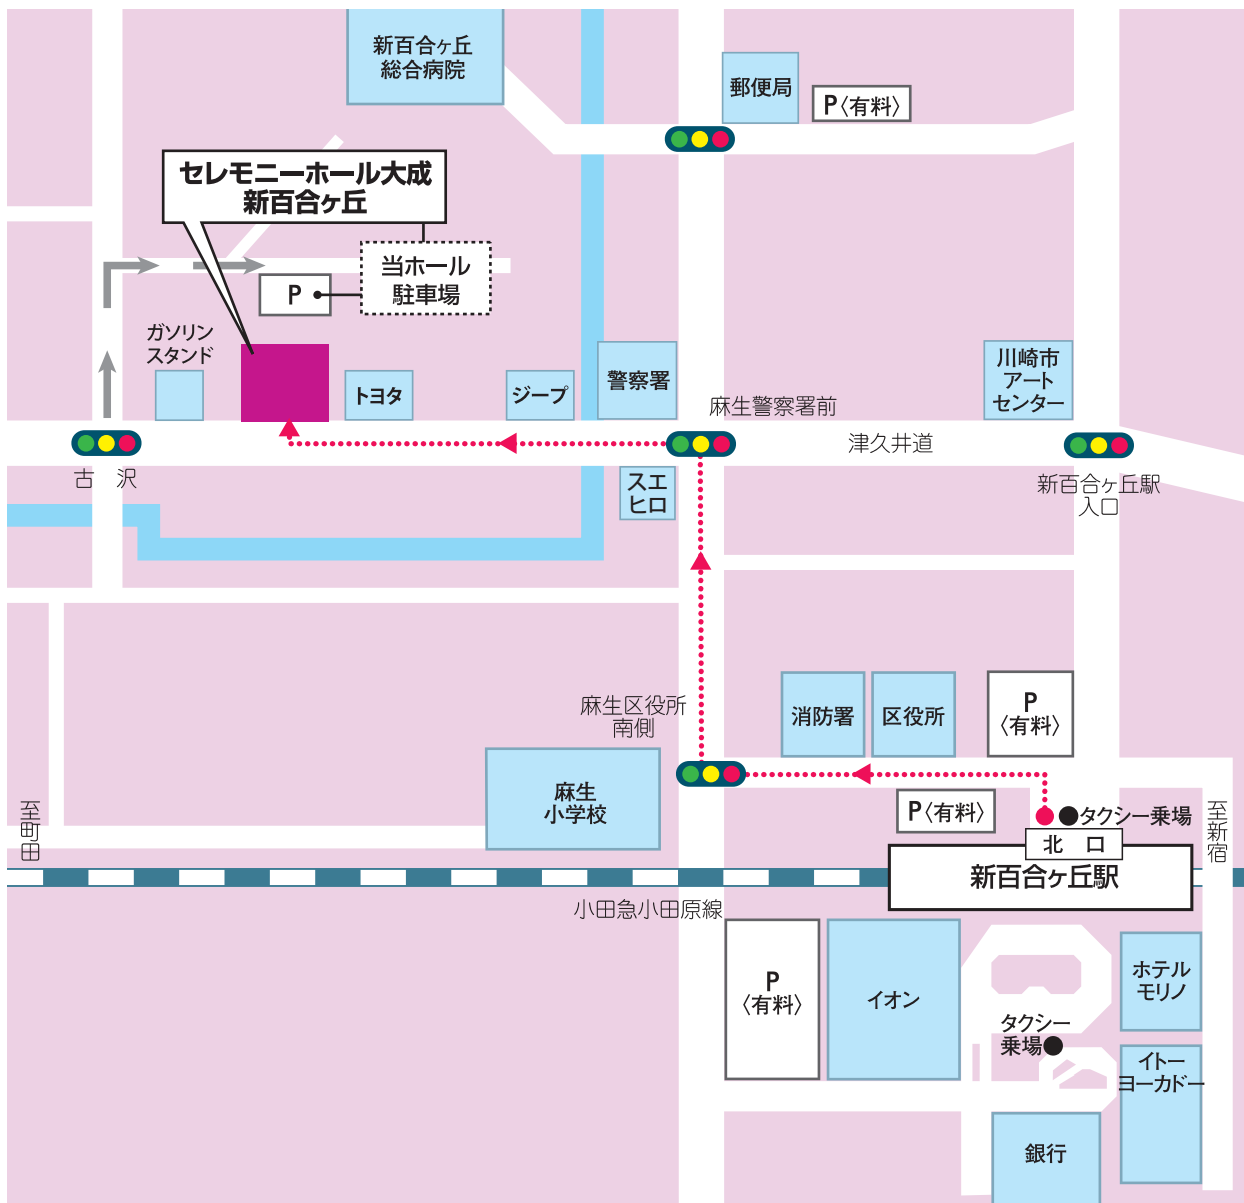 新百合ヶ丘
総合病院
郵便局
P〈有料〉
セレモニーホール大成
新百合ヶ丘
当ホール
駐車場
P
ガソリン
スタンド
トヨタ
ジープ
警察署
麻生警察署前
川崎市
アート
センター
津久井道
古沢
スエ
ヒロ
新百合ヶ丘駅
入口
麻生区役所
南側
消防署
区役所
P
〈有料〉
麻生
小学校
至町田
P〈有料〉
タクシー乗場
至新宿
北口
新百合ヶ丘駅
小田急小田原線
P
〈有料〉
イオン
ホテル
モリノ
タクシー
乗場
イトー
ヨーカドー
銀行